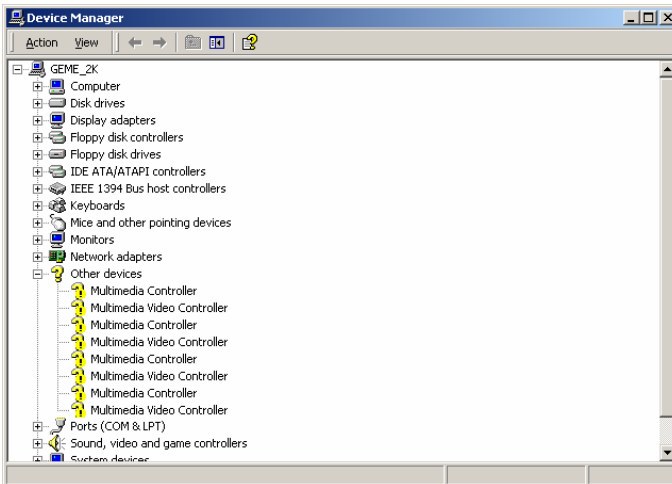 Device Manager
Action View
GEME_2K
Computer
Disk drives
Display adapters
Floppy disk controllers
Floppy disk drives
IDE ATA/ATAPI controllers
IEEE 1394 Bus host controllers
Keyboards
Mice and other pointing devices
Monitors
Network adapters
Other devices
Multimedia Controller
Multimedia Video Controller
Multimedia Controller
Multimedia Video Controller
Multimedia Controller
Multimedia Video Controller
Multimedia Controller
Multimedia Video Controller
Ports (COM & LPT)
Sound, video and game controllers
System devices